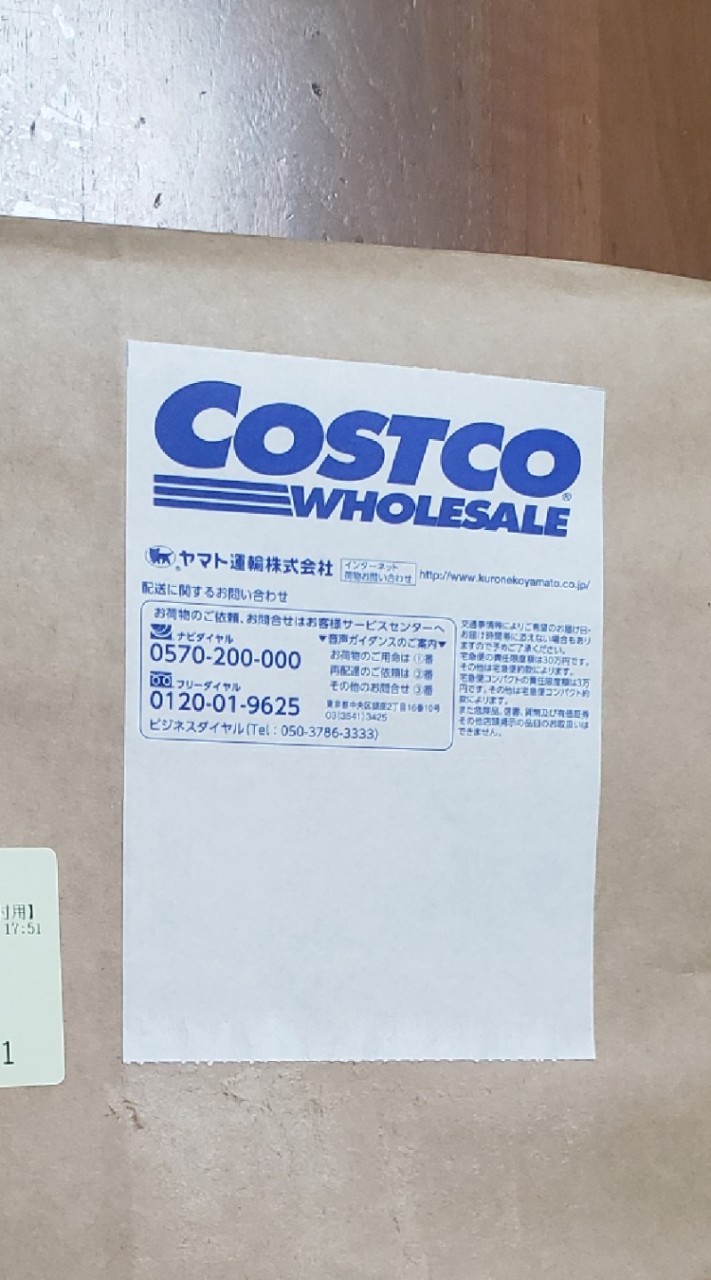 COSTCO®
WHOLESALE
ヤマト運輸株式会社 インターネット 荷物お問い合わせ http://www.kuronekoyamato.co.jp/
配送に関するお問い合わせ
お荷物のご依頼、お問合せはお客様サービスセンターへ
ナビダイヤル
0570-200-000
フリーダイヤル
0120-01-9625
▼音声ガイダンスのご案内▼
お荷物のご用命は①番
再配達のご依頼は②番
その他のお問合せ③番
東京都中央区銀座2丁目16番10号
03(3541)3425
ビジネスダイヤル(Tel:050-3786-3333)
交通事情等によりご希望のお届け日・
お届け時間帯に添えない場合もあり
ますので予めご了承ください。
宅急便の責任限度額は30万円です。
その他は宅急便約款によります。
宅急便コンパクトの責任限度額は3万
円です。その他は宅急便コンパクト約
款によります。
また危険品、信書、貨幣及び有価証券
その他店頭掲示の品目のお取扱いは
できません。
付用】
17:51
1